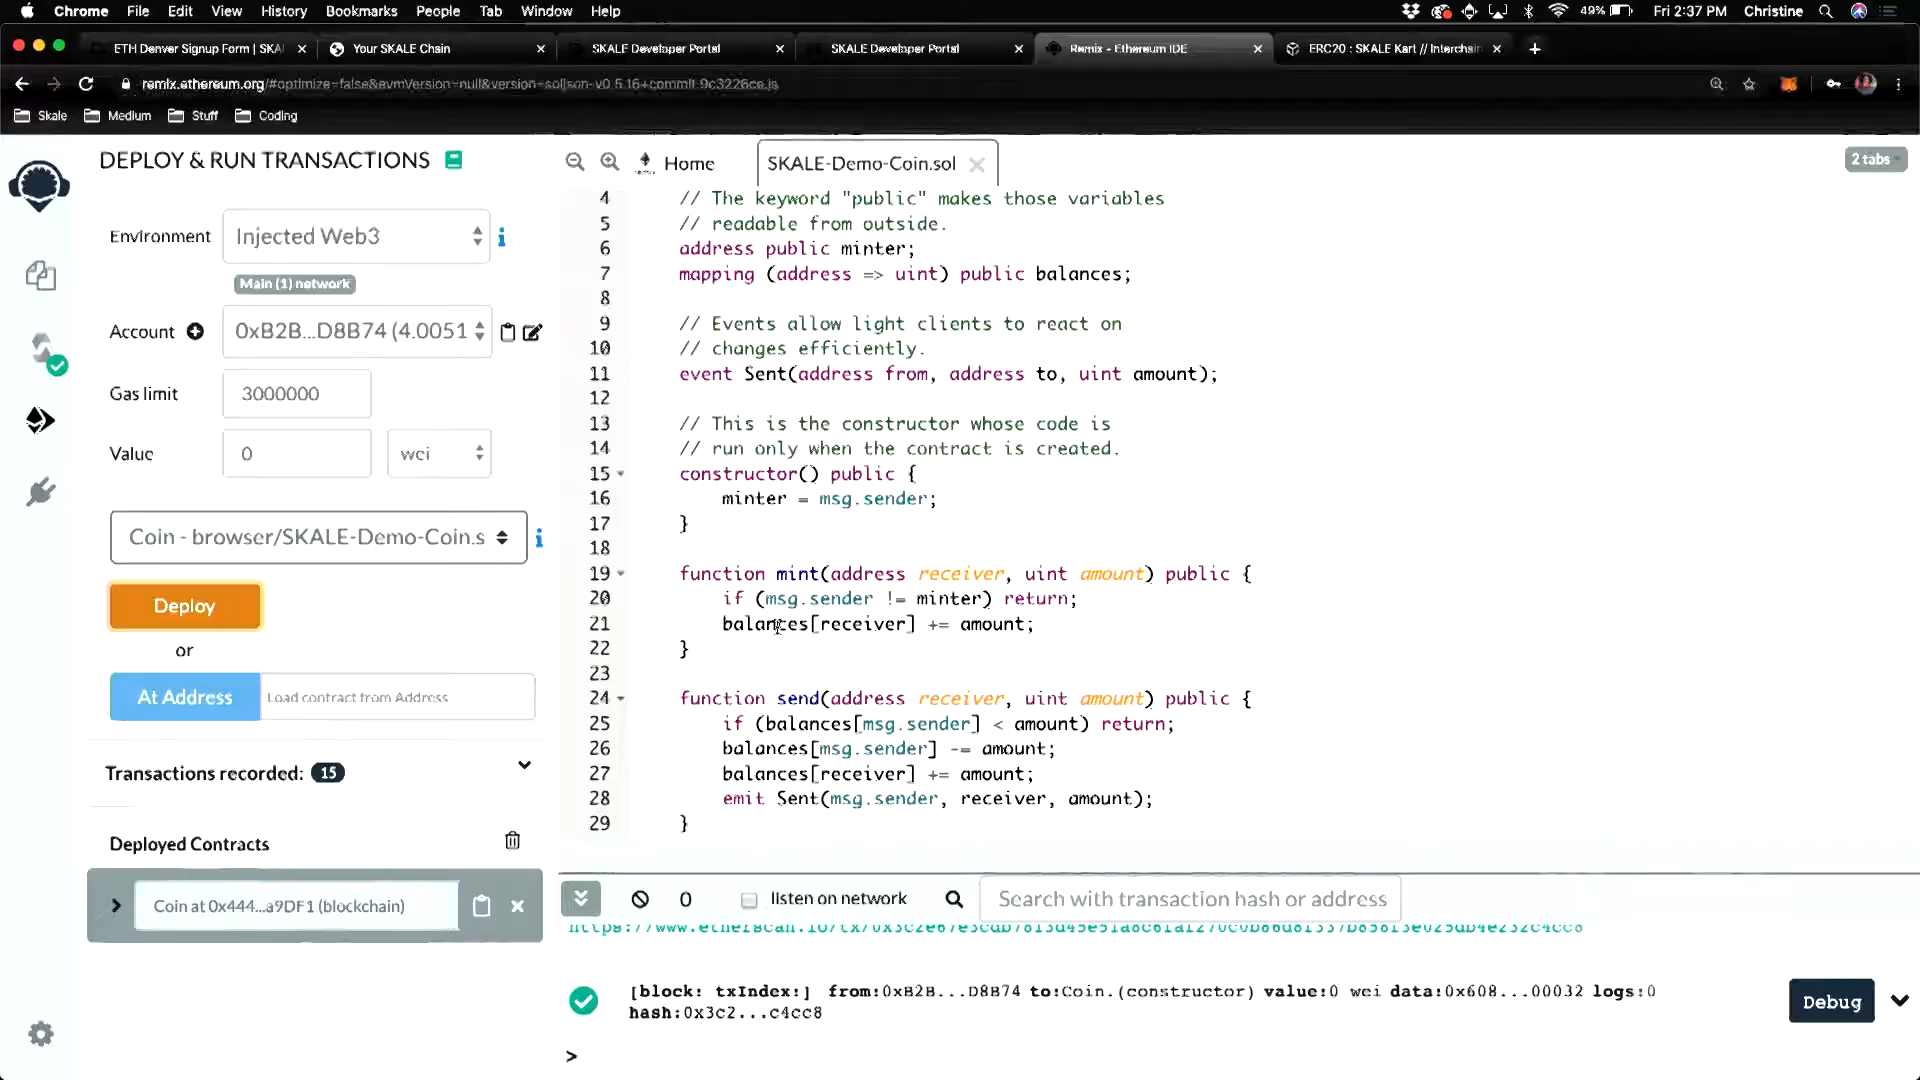 Chrome File Edit View History Bookmarks People Tab Window Help 49% Fri 2:37 PM Christine
ETH Denver Signup Form | SKA
Your SKALE Chain
SKALE Developer Portal
SKALE Developer Portal
Remix - Ethereum IDE
ERC20 : SKALE Kart // Interchain
remix.ethereum.org/#optimize=false&evmVersion=null&version=soljson-v0.5.16+commit.9c3226ce.js
Skale Medium Stuff Coding
DEPLOY & RUN TRANSACTIONS
Environment Injected Web3
Main (1) network
Account 0xB2B...D8B74 (4.0051
Gas limit 3000000
Value 0 wei
Coin - browser/SKALE-Demo-Coin.s
Deploy
or
At Address Load contract from Address
Transactions recorded: 15
Deployed Contracts
Coin at 0x444...a9DF1 (blockchain)
Home SKALE-Demo-Coin.sol 2 tabs
4 // The keyword "public" makes those variables
5 // readable from outside.
6 address public minter;
7 mapping (address => uint) public balances;
8
9 // Events allow light clients to react on
10 // changes efficiently.
11 event Sent(address from, address to, uint amount);
12
13 // This is the constructor whose code is
14 // run only when the contract is created.
15 constructor() public {
16 minter = msg.sender;
17 }
18
19 function mint(address receiver, uint amount) public {
20 if (msg.sender != minter) return;
21 balances[receiver] += amount;
22 }
23
24 function send(address receiver, uint amount) public {
25 if (balances[msg.sender] < amount) return;
26 balances[msg.sender] -= amount;
27 balances[receiver] += amount;
28 emit Sent(msg.sender, receiver, amount);
29 }
0 listen on network Search with transaction hash or address
[block: txIndex:] from:0xB2B...D8B74 to:Coin.(constructor) value:0 wei data:0x608...00032 logs:0
hash:0x3c2...c4cc8
Debug
>